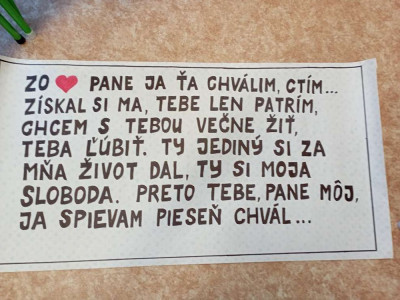 ZO ❤ PANE JA ŤA CHVÁLIM, CTÍM...
ZÍSKAL SI MA, TEBE LEN PATRÍM,
CHCEM S TEBOU VEČNE ŽIŤ,
TEBA ĽÚBIŤ. TY JEDINÝ SI ZA
MŇA ŽIVOT DAL, TY SI MOJA
SLOBODA. PRETO TEBE, PANE MÔJ,
JA SPIEVAM PIESEŇ CHVÁL...